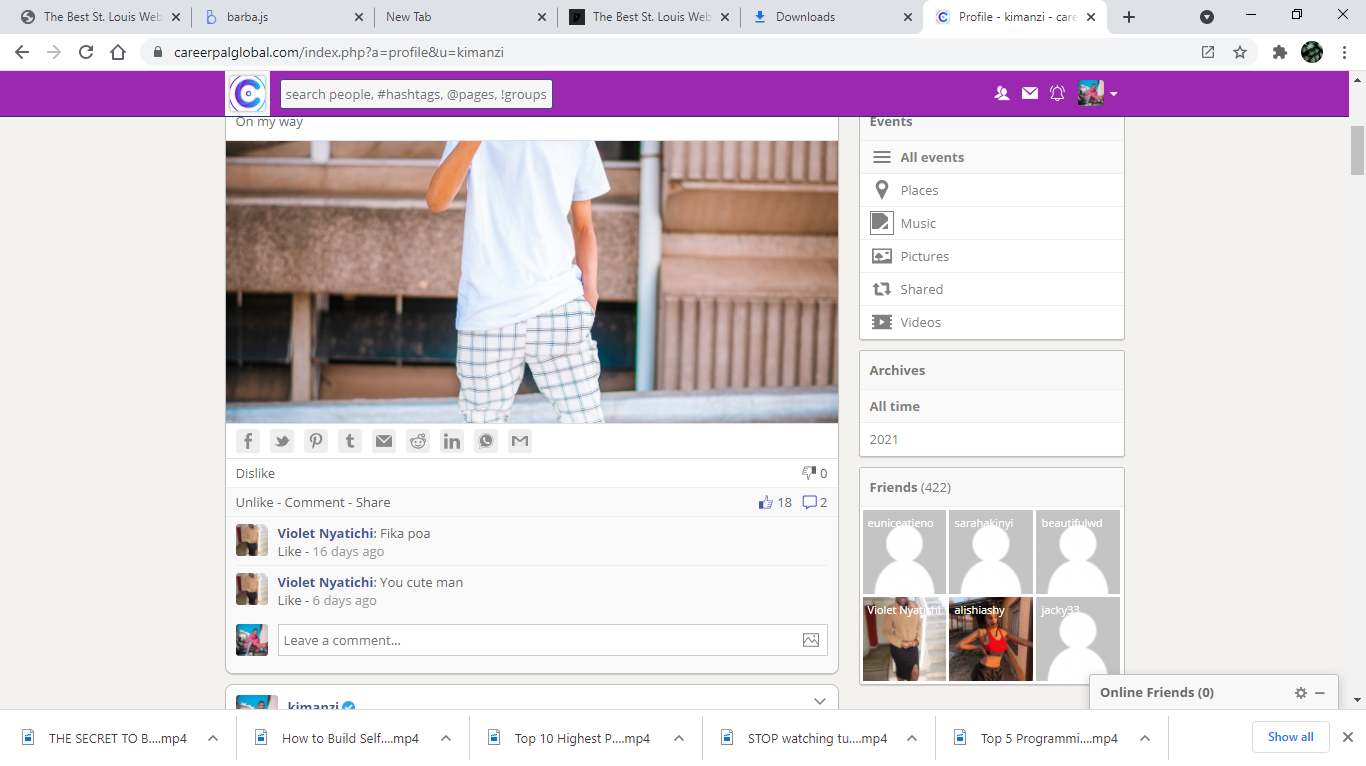 The Best St. Louis Web
barba.js
New Tab
The Best St. Louis Web
Downloads
Profile - kimanzi - care
careerpalglobal.com/index.php?a=profile&u=kimanzi
search people, #hashtags, @pages, !groups
On my way
Dislike
0
Unlike - Comment - Share
18
2
Violet Nyatichi: Fika poa
Like - 16 days ago
Violet Nyatichi: You cute man
Like - 6 days ago
Leave a comment...
kimanzi
Events
All events
Places
Music
Pictures
Shared
Videos
Archives
All time
2021
Friends (422)
euniceatieno
sarahakinyi
beautifulwd
Violet Nyatichi
alishiashy
jacky33
Online Friends (0)
THE SECRET TO B....mp4
How to Build Self....mp4
Top 10 Highest P....mp4
STOP watching tu....mp4
Top 5 Programmi....mp4
Show all